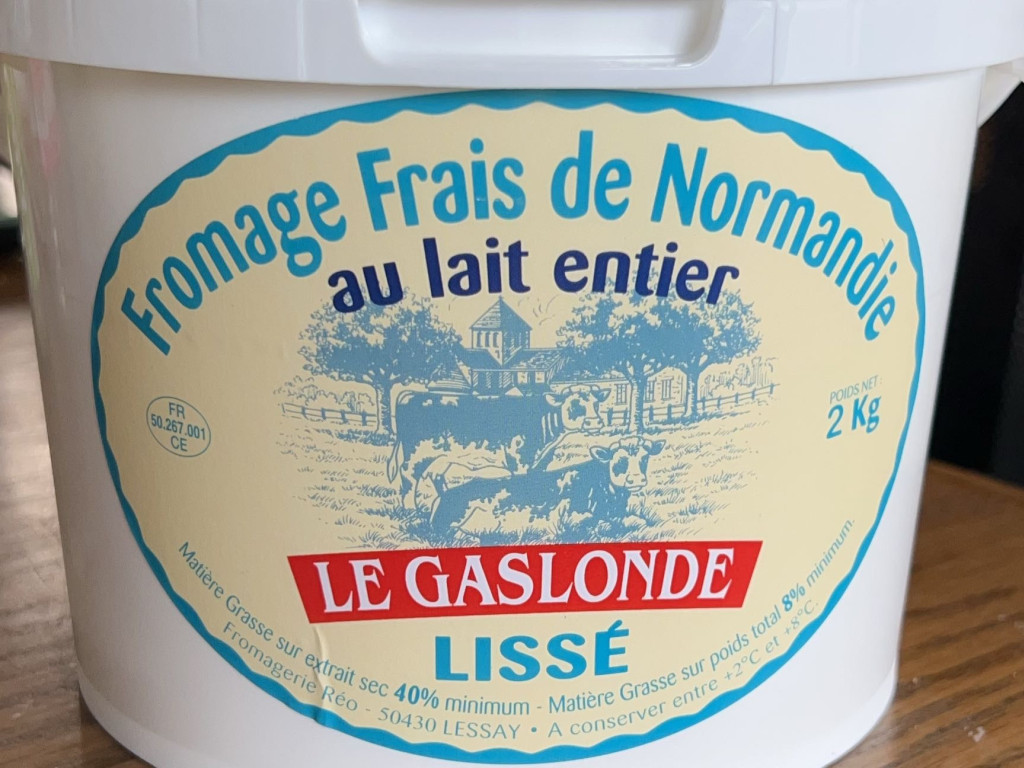 Fromage Frais de Normandie
au lait entier
FR
50.267.001
CE
POIDS NET :
2 Kg
LE GASLONDE
LISSÉ
Matière Grasse sur extrait sec 40% minimum - Matière Grasse sur poids total 8% minimum.
Fromagerie Réo - 50430 LESSAY • A conserver entre +2°C et +8°C.